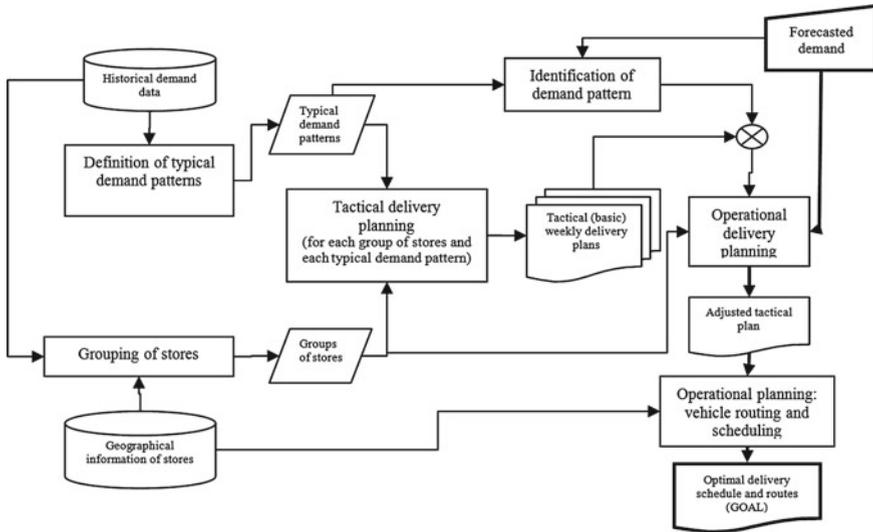 Forecasted
demand
Historical demand
data
Identification of
demand pattern
Typical
demand
patterns
Definition of typical
demand patterns
Tactical delivery
planning
(for each group of stores and
each typical demand pattern)
Tactical (basic)
weekly delivery
plans
Operational
delivery
planning
Adjusted tactical
plan
Grouping of stores
Groups
of stores
Operational planning:
vehicle routing and
scheduling
Geographical
information of stores
Optimal delivery
schedule and routes
(GOAL)